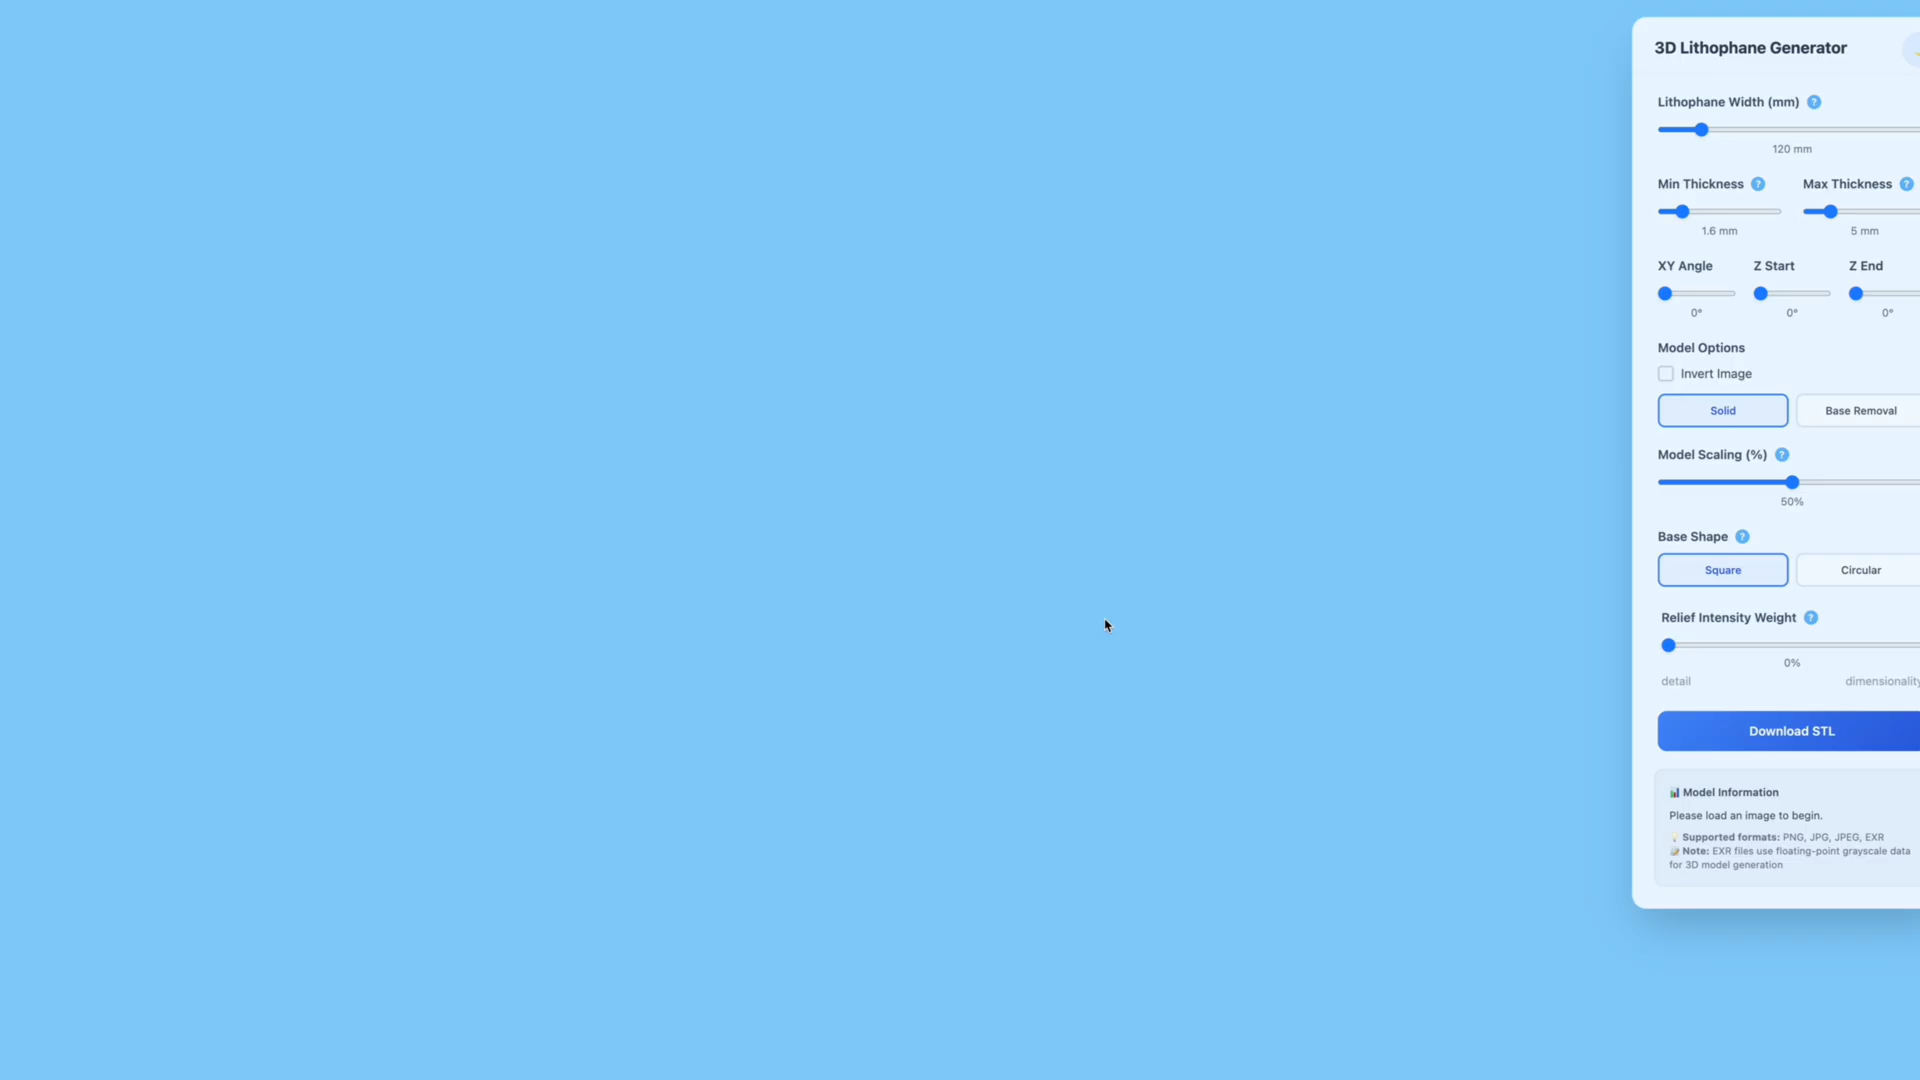 3D Lithophane Generator
Lithophane Width (mm) ?
120 mm
Min Thickness ? Max Thickness ?
1.6 mm 5 mm
XY Angle Z Start Z End
0° 0° 0°
Model Options
Invert Image
Solid Base Removal
Model Scaling (%) ?
50%
Base Shape ?
Square Circular
Relief Intensity Weight ?
0%
detail dimensionality
Download STL
📊 Model Information
Please load an image to begin.
💡 Supported formats: PNG, JPG, JPEG, EXR
📝 Note: EXR files use floating-point grayscale data
for 3D model generation